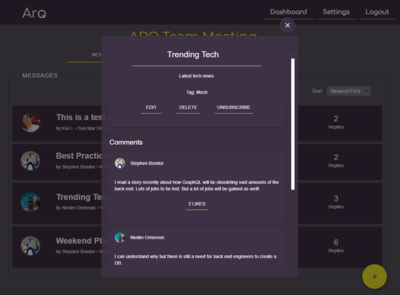 Arq
Dashboard
Settings
Logout
ARQ Team Meeting
MESSAGES
Sort:
Newest First
This is a test
by Kai L. - Sun Mar 24
2
Replies
Best Practic
by Stephen Bondor
2
Replies
Trending Tech
by Nedim Omerovic
3
Replies
Weekend Pl
by Stephen Bondor
6
Replies
+
×
Trending Tech
Latest tech news.
Tag: #tech
EDIT
DELETE
UNSUBSCRIBE
Comments
Stephen Bondor
I read a story recently about how GraphQL will be obsoleting vast amounts of the
back end. Lots of jobs to be lost. But a lot of jobs will be gained as well!
2 LIKES
Nedim Omerovic
I can understand why but there is still a need for back end engineers to create a
DB.